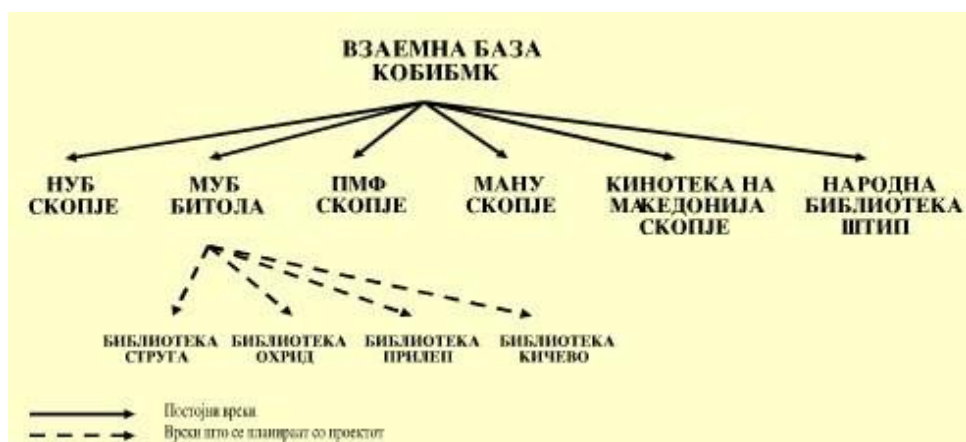 ВЗАЕМНА БАЗА
КОБИБМК
НУБ
СКОПЈЕ
МУБ
БИТОЛА
ПМФ
СКОПЈЕ
МАНУ
СКОПЈЕ
КИНОТЕКА НА
МАКЕДОНИЈА
СКОПЈЕ
НАРОДНА
БИБЛИОТЕКА
ШТИП
БИБЛИОТЕКА
СТРУГА
БИБЛИОТЕКА
ОХРИД
БИБЛИОТЕКА
ПРИЛЕП
БИБЛИОТЕКА
КИЧЕВО
Постојни врски
Врски што се планираат со проектот